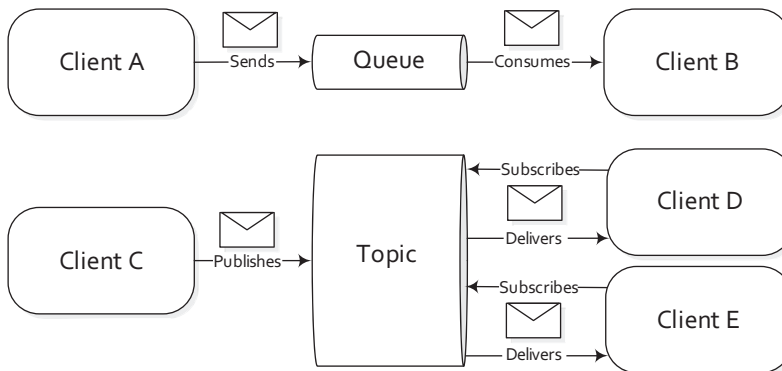 Client A
Sends
Queue
Consumes
Client B
Client C
Publishes
Topic
Subscribes
Delivers
Client D
Subscribes
Delivers
Client E